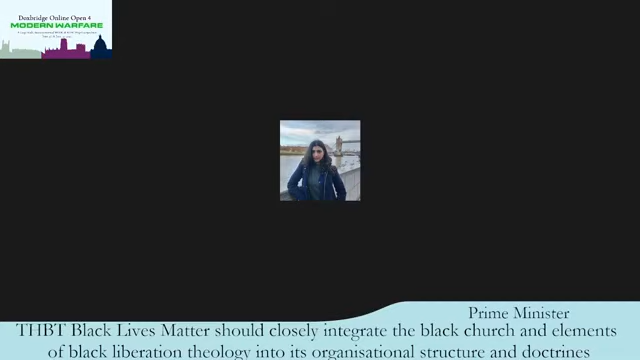 Doxbridge Online Open 4
MODERN WARFARE
Prime Minister
THBT Black Lives Matter should closely integrate the black church and elements
of black liberation theology into its organisational structure and doctrines